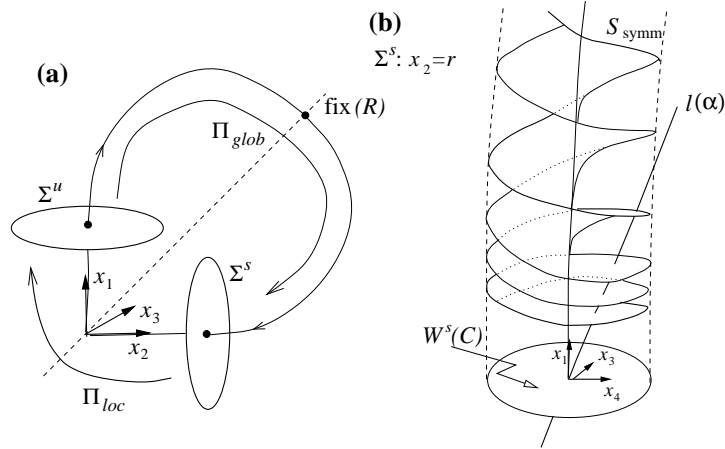 (a)
fix(R)
Π_glob
Σ^u
Σ^s
x_1
x_3
x_2
Π_loc
(b)
S_symm
Σ^s: x_2=r
l(α)
W^s(C)
x_1
x_3
x_4